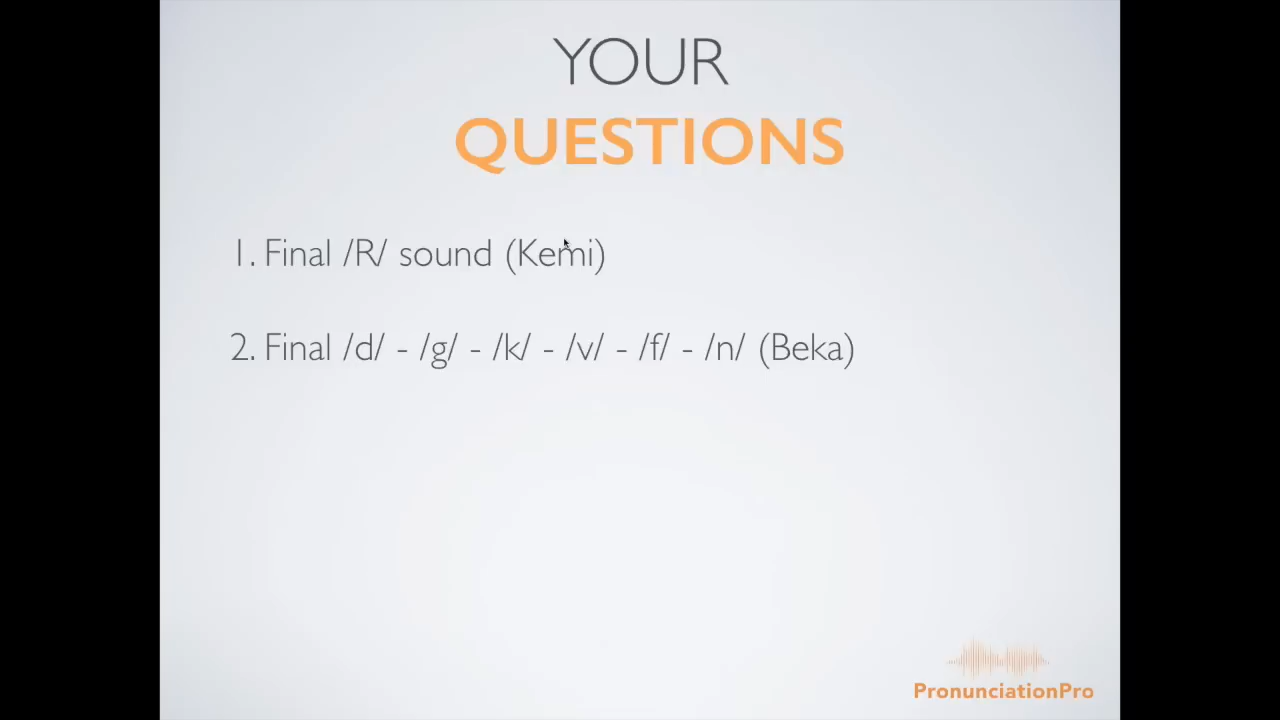 YOUR
QUESTIONS
1. Final /R/ sound (Kemi)
2. Final /d/ - /g/ - /k/ - /v/ - /f/ - /n/ (Beka)
PronunciationPro